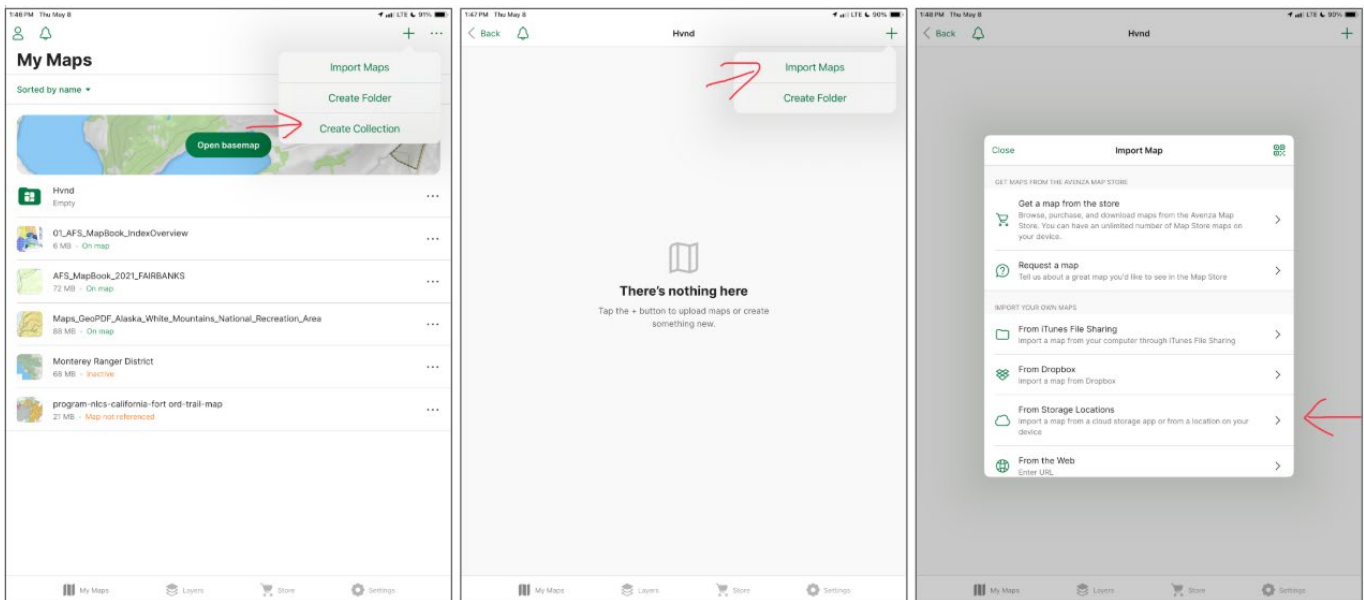 1:46 PM Thu May 8
LTE 91%
My Maps
Sorted by name
Import Maps
Create Folder
Create Collection
Open basemap
Hvnd
Empty
01_AFS_MapBook_IndexOverview
6 MB - On map
AFS_MapBook_2021_FAIRBANKS
72 MB - On map
Maps_GeoPDF_Alaska_White_Mountains_National_Recreation_Area
88 MB - On map
Monterey Ranger District
68 MB - Inactive
program-nlcs-california-fort ord-trail-map
21 MB - Map not referenced
My Maps Layers Store Settings
1:47 PM Thu May 8
LTE 90%
Back Hvnd
Import Maps
Create Folder
There's nothing here
Tap the + button to upload maps or create
something new.
My Maps Layers Store Settings
1:48 PM Thu May 8
LTE 90%
Back Hvnd
Close Import Map
GET MAPS FROM THE AVENZA MAP STORE
Get a map from the store
Browse, purchase, and download maps from the Avenza Map
Store. You can have an unlimited number of Map Store maps on
your device.
Request a map
Tell us about a great map you'd like to see in the Map Store
IMPORT YOUR OWN MAPS
From iTunes File Sharing
Import a map from your computer through iTunes File Sharing
From Dropbox
Import a map from Dropbox
From Storage Locations
Import a map from a cloud storage app or from a location on your
device
From the Web
Enter URL
My Maps Layers Store Settings